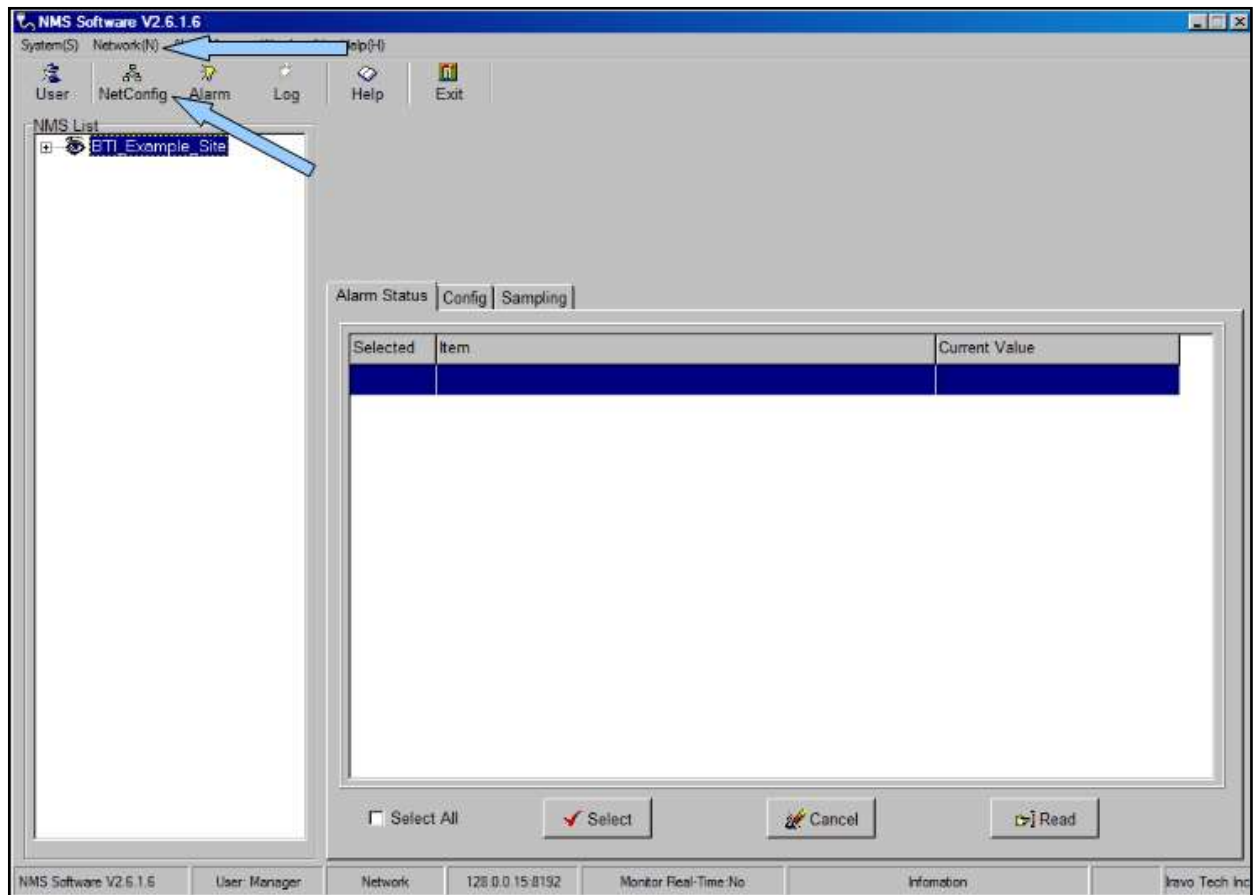 NMS Software V2.6.1.6
System(S) Network(N) Help(H)
User NetConfig Alarm Log Help Exit
NMS List
BTI_Example_Site
Alarm Status Config Sampling
Selected Item Current Value
Select All Select Cancel Read
NMS Software V2.6.1.6 User: Manager Network 128.0.0.15:8192 Monitor Real-Time:No Infomation Tech Inc